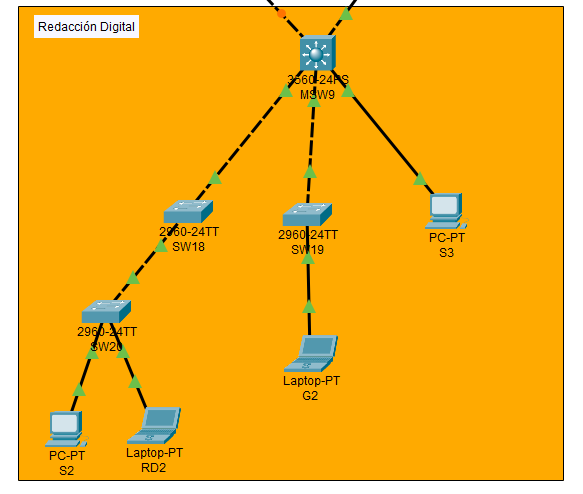 Redacción Digital
3560-24PS
MSW9
2960-24TT
SW18
2960-24TT
SW19
PC-PT
S3
2960-24TT
SW20
Laptop-PT
G2
PC-PT
S2
Laptop-PT
RD2